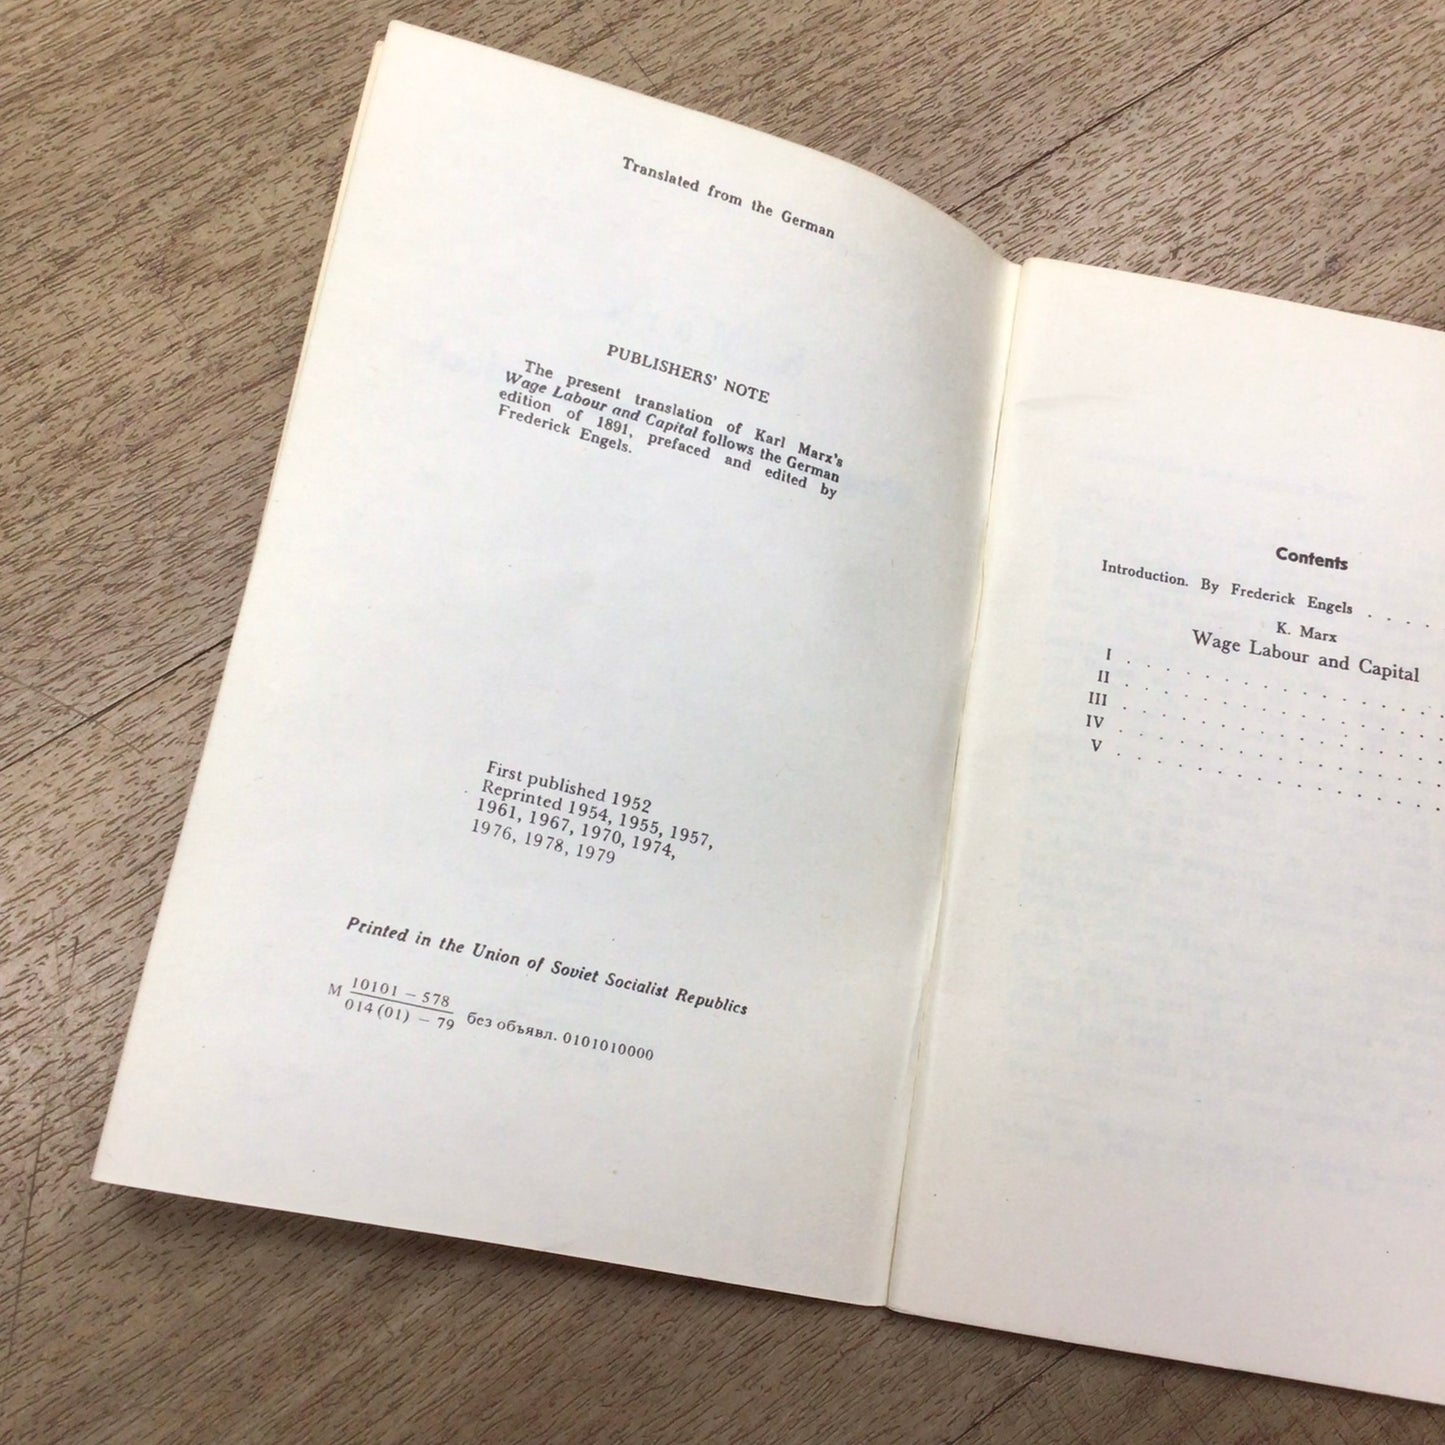 Translated from the German
PUBLISHERS' NOTE
The present translation of Karl Marx's
Wage Labour and Capital follows the German
edition of 1891, prefaced and edited by
Frederick Engels.
First published 1952
Reprinted 1954, 1955, 1957,
1961, 1967, 1970, 1974,
1976, 1978, 1979
Printed in the Union of Soviet Socialist Republics
М 10101 – 578
014 (01) – 79 без объявл. 0101010000
Contents
Introduction. By Frederick Engels . . . . .
K. Marx
Wage Labour and Capital
I . . . . . . . . . . . . . . . . . .
II . . . . . . . . . . . . . . . . . .
III . . . . . . . . . . . . . . . . . .
IV . . . . . . . . . . . . . . . . . .
V . . . . . . . . . . . . . . . . . .